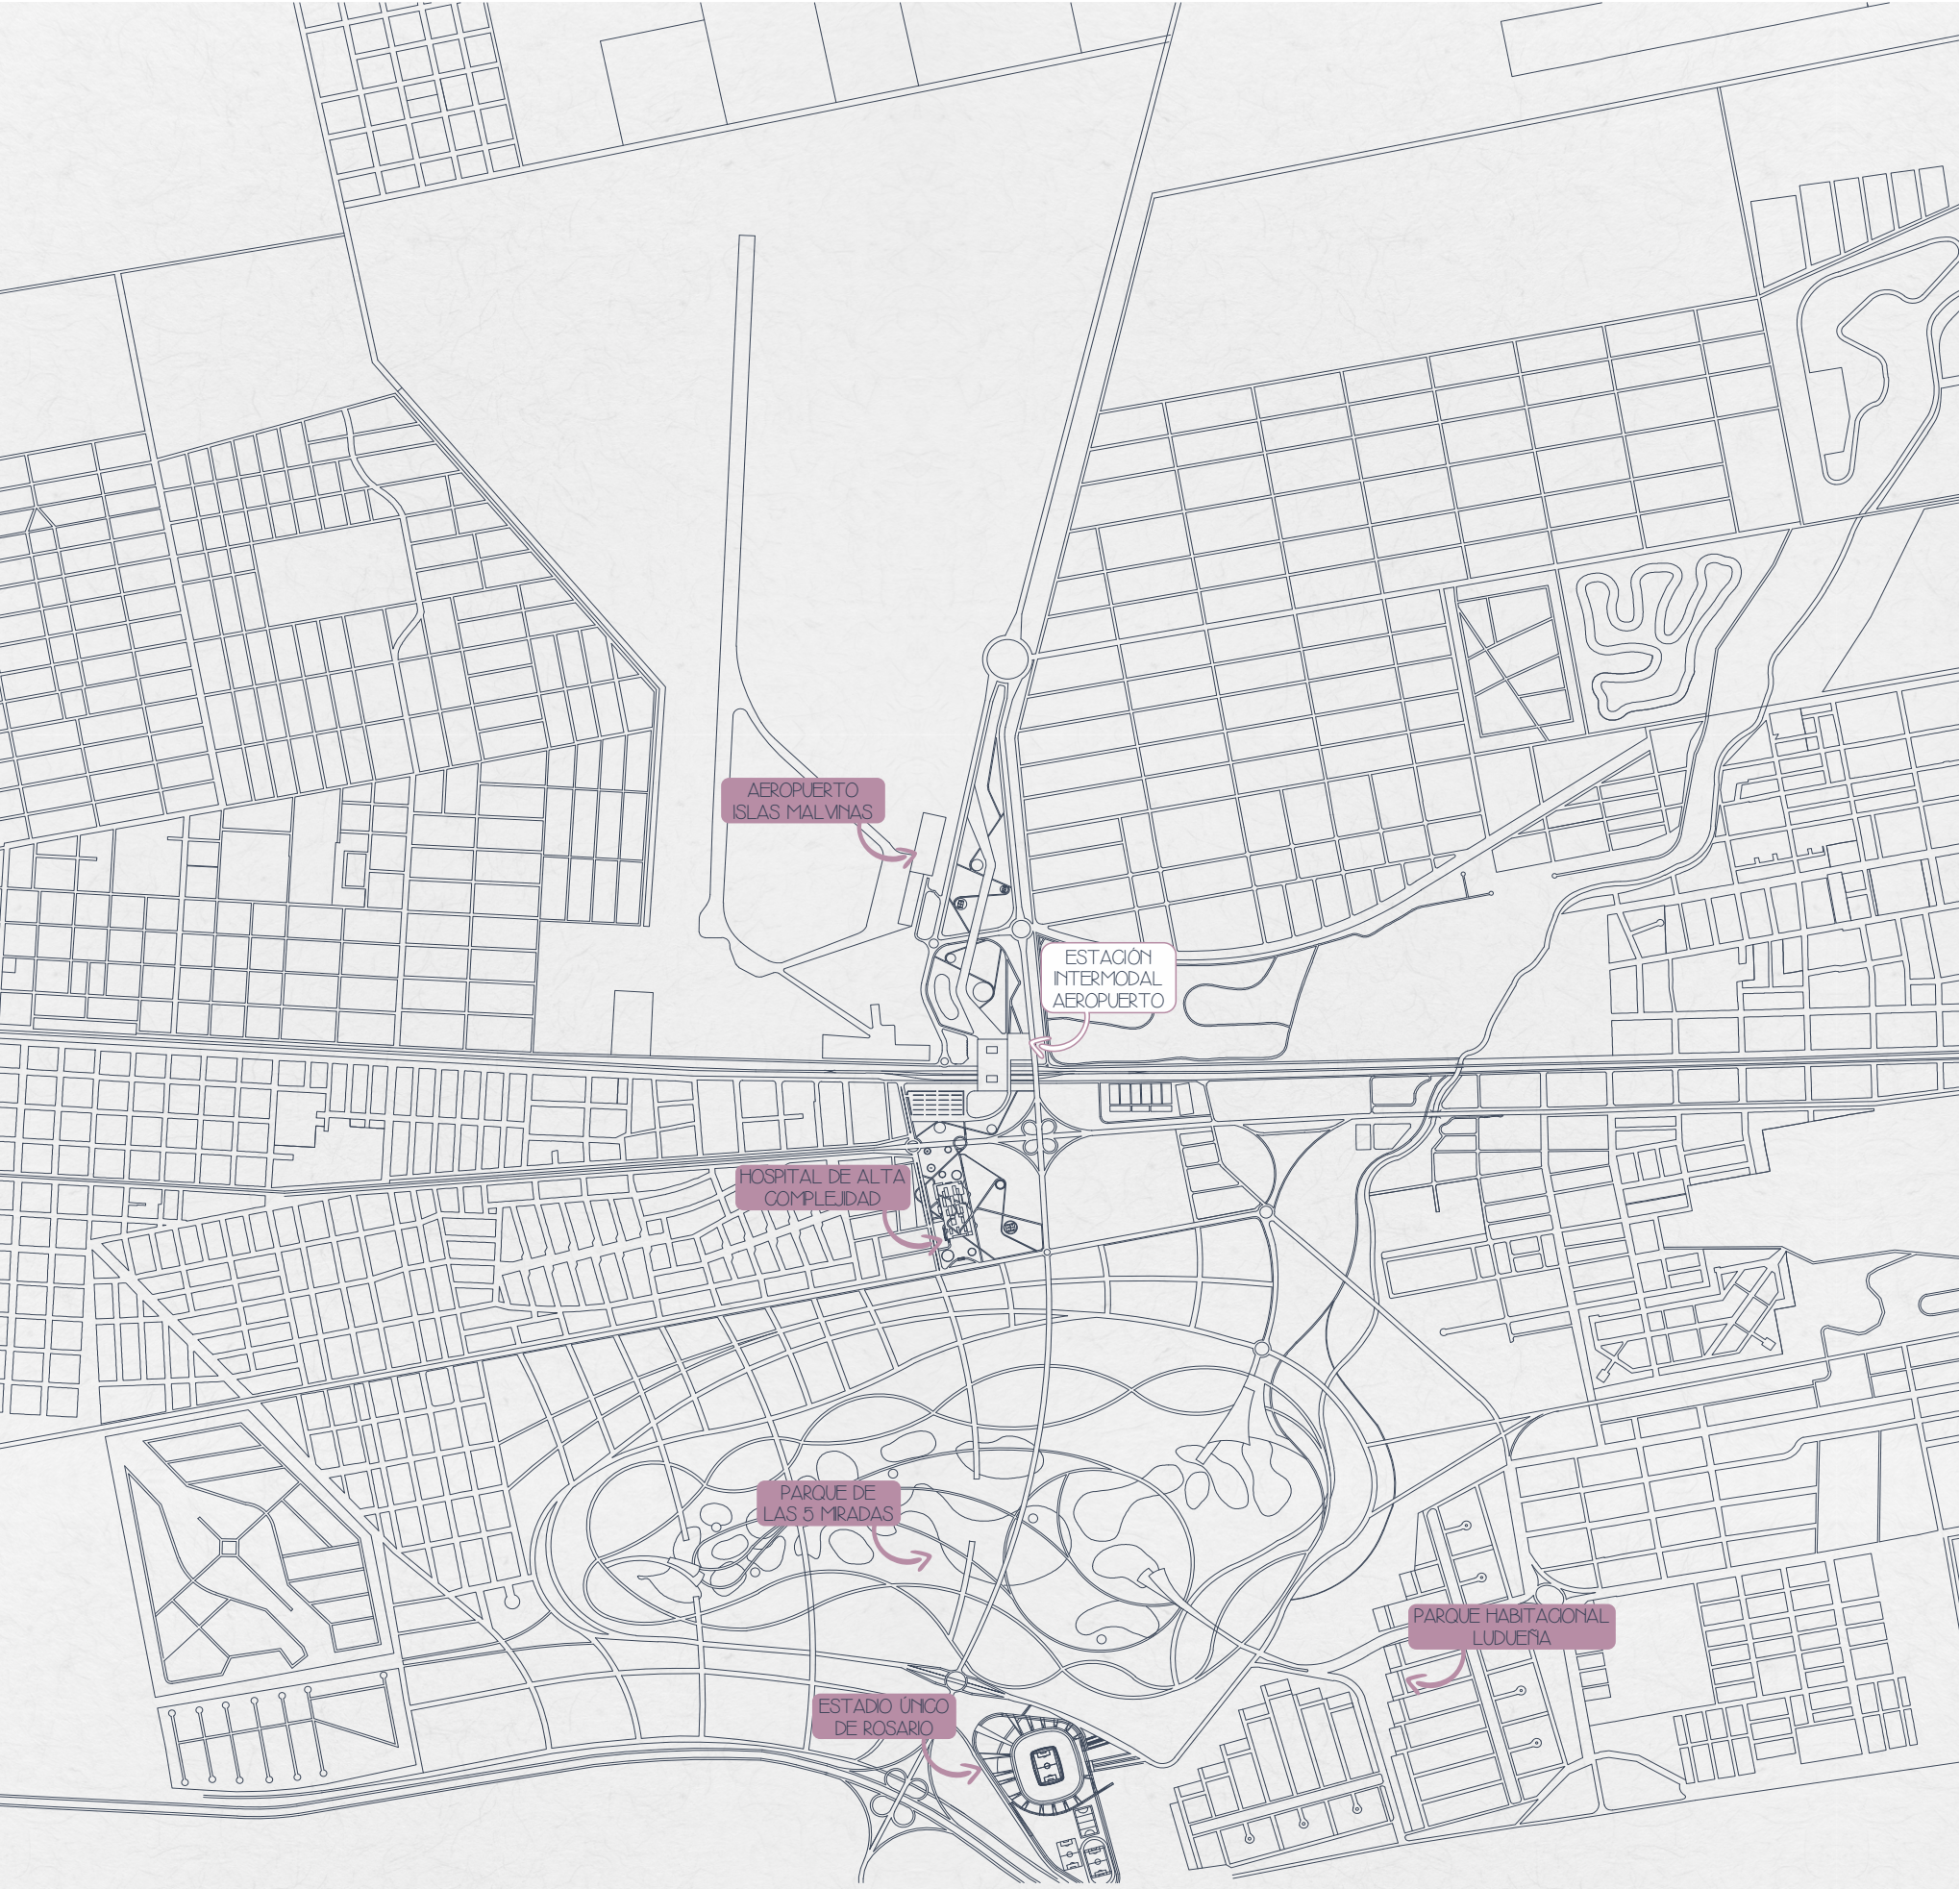 AEROPUERTO
ISLAS MALVINAS
ESTACIÓN
INTERMODAL
AEROPUERTO
HOSPITAL DE ALTA
COMPLEJIDAD
PARQUE DE
LAS 5 MIRADAS
PARQUE HABITACIONAL
LUDUEÑA
ESTADIO ÚNICO
DE ROSARIO